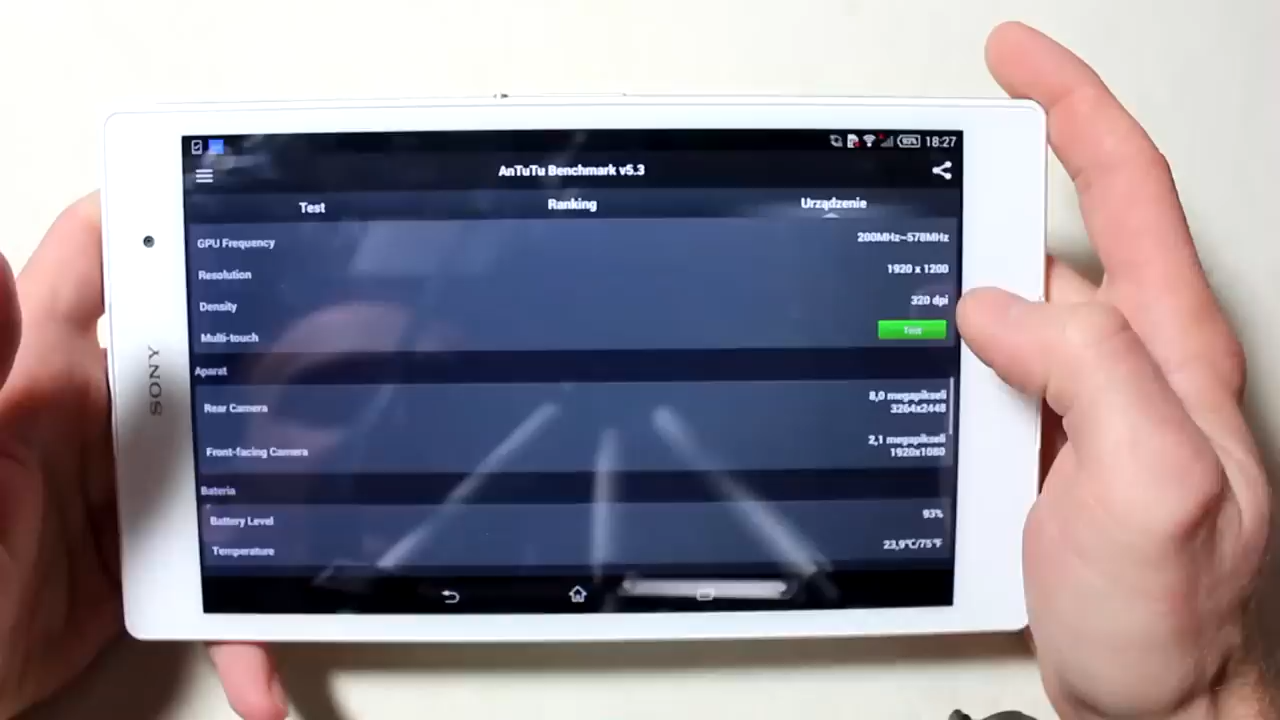 93% 18:27
AnTuTu Benchmark v5.3
Test Ranking Urządzenie
GPU Frequency 200MHz~578MHz
Resolution 1920 x 1200
Density 320 dpi
Multi-touch Test
Aparat
Rear Camera 8,0 megapikseli
3264x2448
Front-facing Camera 2,1 megapikseli
1920x1080
Bateria
Battery Level 93%
Temperature 23,9°C/75°F
SONY